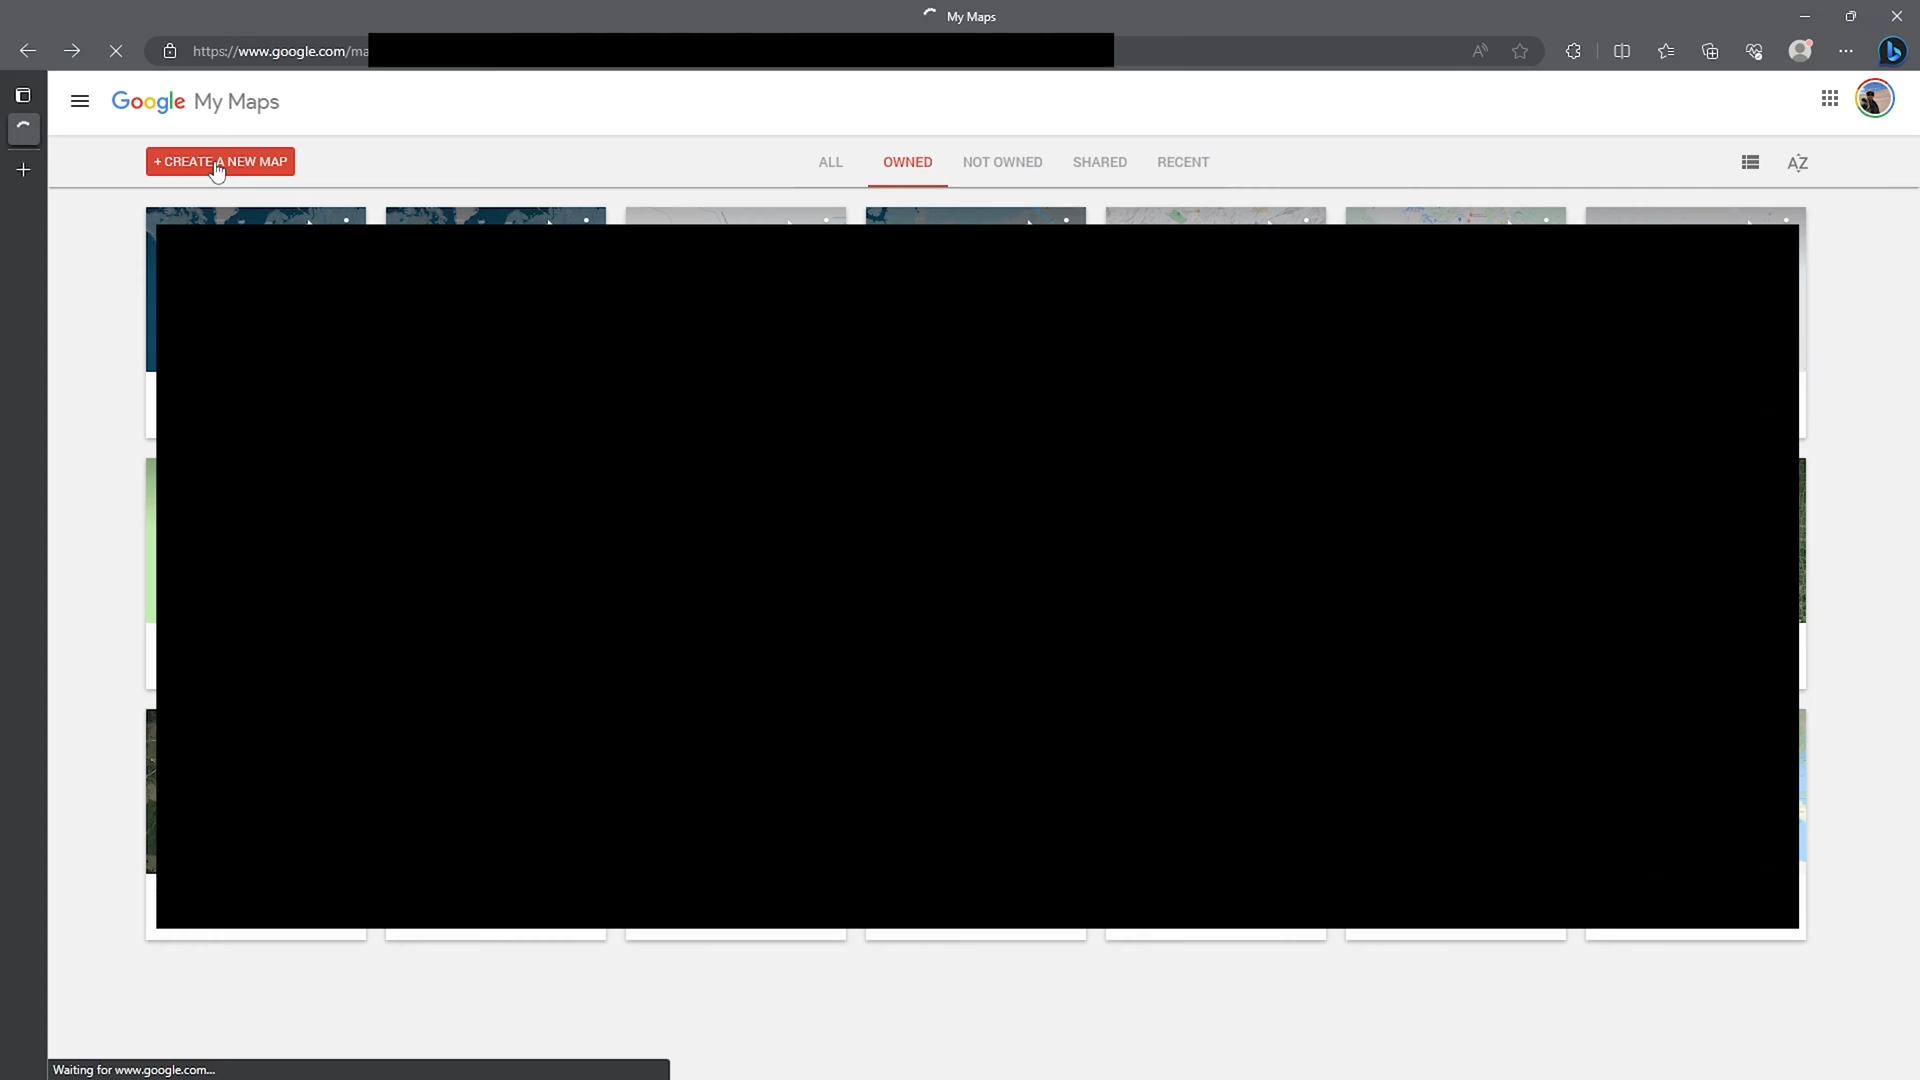 My Maps
https://www.google.com/ma
Google My Maps
+ CREATE A NEW MAP
ALL
OWNED
NOT OWNED
SHARED
RECENT
AZ
Waiting for www.google.com...